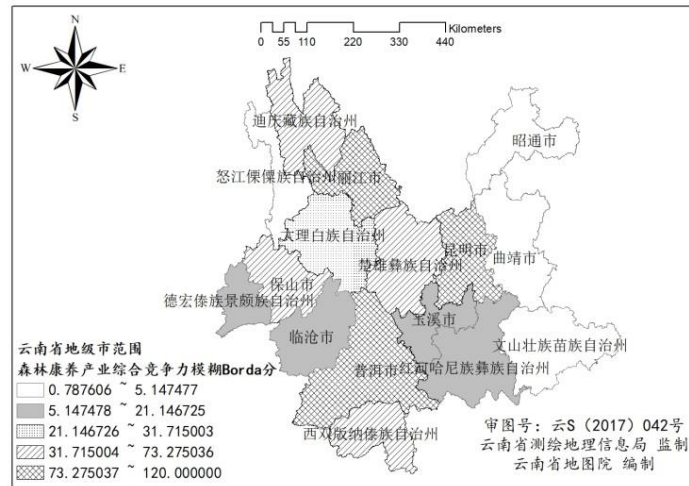 Kilometers
0 55 110 220 330 440
N
W E
S
迪庆藏族自治州
昭通市
怒江傈僳族自治州
丽江市
大理白族自治州
昆明市
曲靖市
楚雄彝族自治州
保山市
德宏傣族景颇族自治州
玉溪市
临沧市
文山壮族苗族自治州
普洱市
红河哈尼族彝族自治州
西双版纳傣族自治州
云南省地级市范围
森林康养产业综合竞争力模糊Borda分
0.787606 ~ 5.147477
5.147478 ~ 21.146725
21.146726 ~ 31.715003
31.715004 ~ 73.275036
73.275037 ~ 120.000000
审图号：云S（2017）042号
云南省测绘地理信息局 监制
云南省地图院 编制